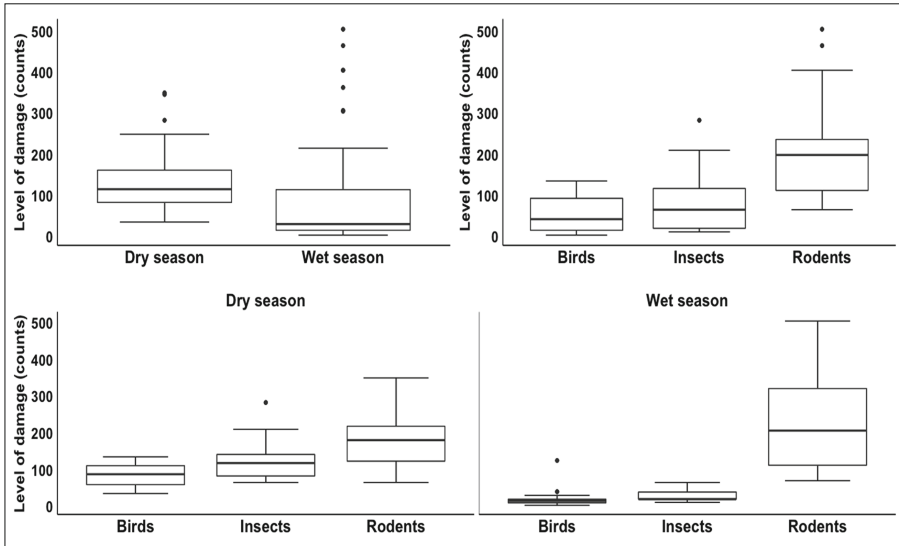 Level of damage (counts)
500
400
300
200
100
0
Dry season Wet season
Level of damage (counts)
500
400
300
200
100
0
Birds Insects Rodents
Dry season
Level of damage (counts)
500
400
300
200
100
0
Birds Insects Rodents
Wet season
Birds Insects Rodents